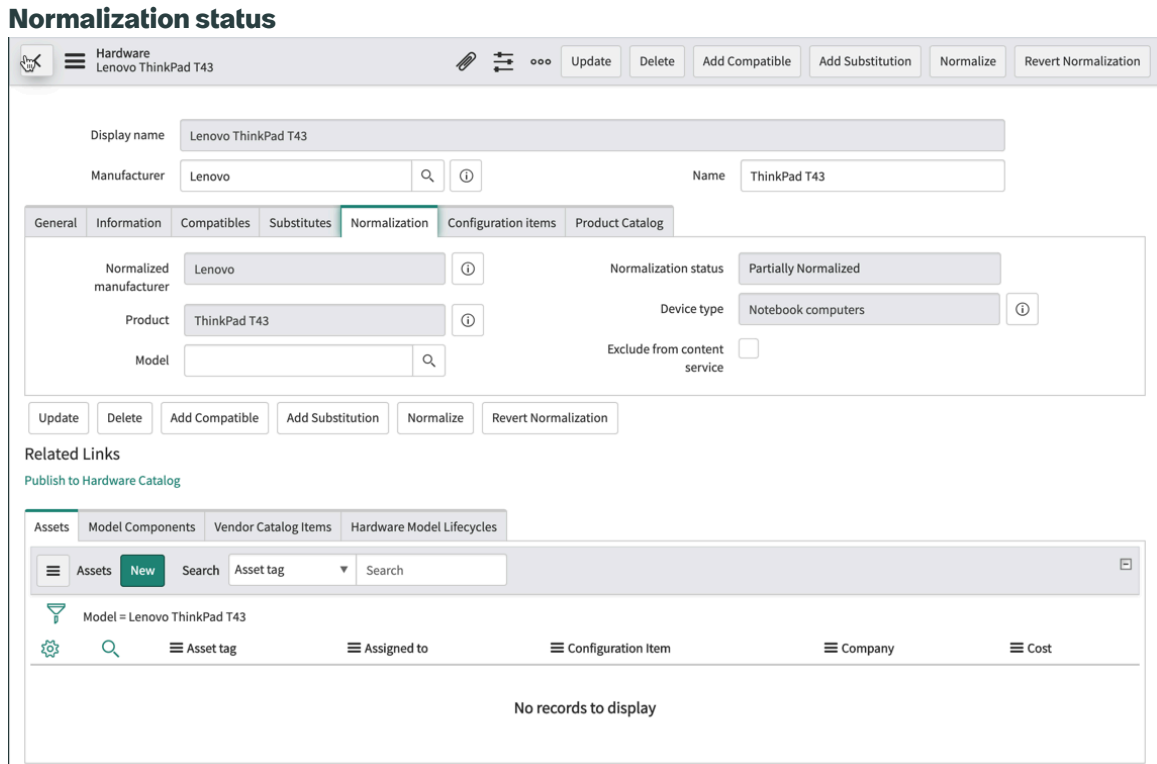 Normalization status
Hardware
Lenovo ThinkPad T43
Update Delete Add Compatible Add Substitution Normalize Revert Normalization
Display name Lenovo ThinkPad T43
Manufacturer Lenovo Name ThinkPad T43
General Information Compatibles Substitutes Normalization Configuration items Product Catalog
Normalized manufacturer Lenovo Normalization status Partially Normalized
Product ThinkPad T43 Device type Notebook computers
Model Exclude from content service
Update Delete Add Compatible Add Substitution Normalize Revert Normalization
Related Links
Publish to Hardware Catalog
Assets Model Components Vendor Catalog Items Hardware Model Lifecycles
Assets New Search Asset tag Search
Model = Lenovo ThinkPad T43
Asset tag Assigned to Configuration Item Company Cost
No records to display